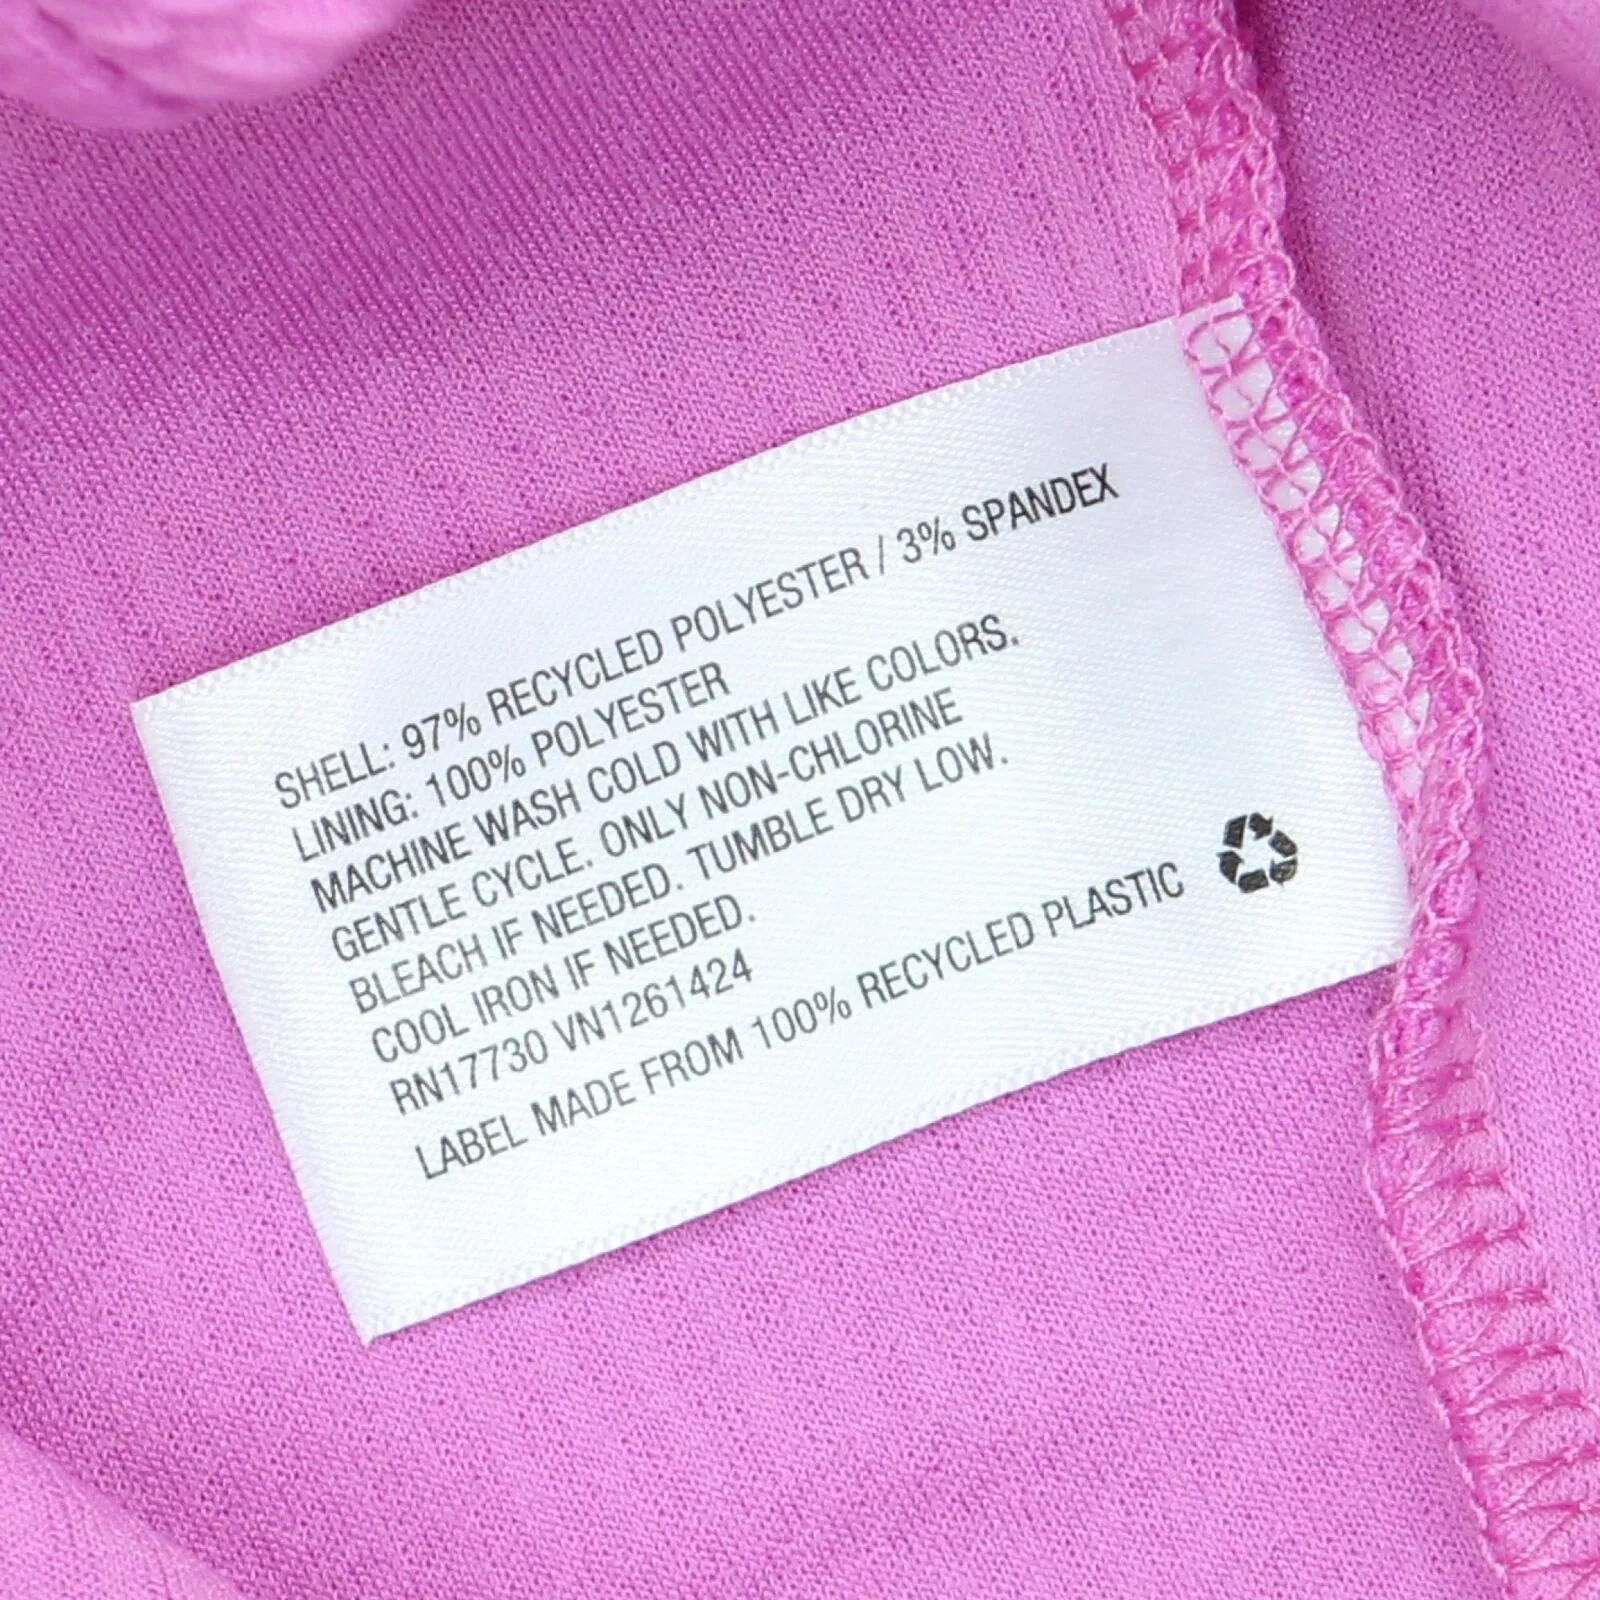 SHELL: 97% RECYCLED POLYESTER / 3% SPANDEX
LINING: 100% POLYESTER
MACHINE WASH COLD WITH LIKE COLORS.
GENTLE CYCLE. ONLY NON-CHLORINE
BLEACH IF NEEDED. TUMBLE DRY LOW.
COOL IRON IF NEEDED.
RN17730 VN1261424
LABEL MADE FROM 100% RECYCLED PLASTIC